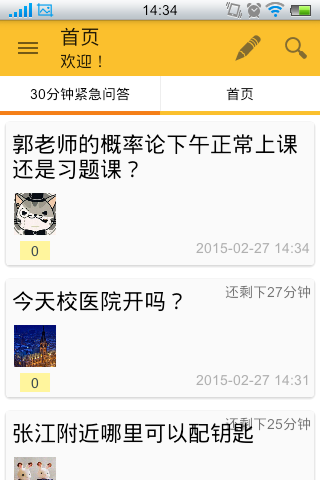 14:34
首页
欢迎！
30分钟紧急问答
首页
郭老师的概率论下午正常上课
还是习题课？
0
2015-02-27 14:34
还剩下27分钟
今天校医院开吗？
0
2015-02-27 14:31
还剩下25分钟
张江附近哪里可以配钥匙